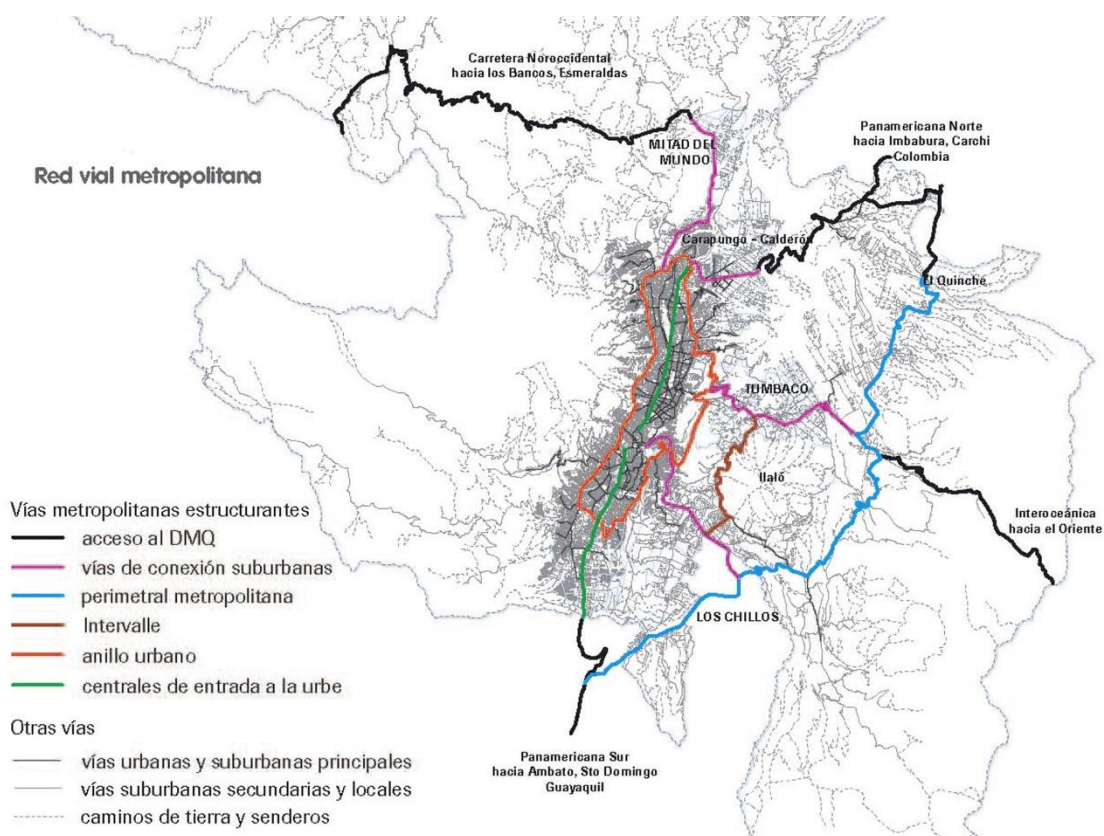 Carretera Noroccidental
hacia los Bancos, Esmeraldas
Panamericana Norte
hacia Imbabura, Carchi
Colombia
MITAD DEL
MUNDO
Red vial metropolitana
Carapungo - Calderón
El Quinche
TUMBACO
Ilaló
Interoceánica
hacia el Oriente
LOS CHILLOS
Panamericana Sur
hacia Ambato, Sto Domingo
Guayaquil
Vías metropolitanas estructurantes
acceso al DMQ
vías de conexión suburbanas
perimetral metropolitana
Intervalle
anillo urbano
centrales de entrada a la urbe
Otras vías
vías urbanas y suburbanas principales
vías suburbanas secundarias y locales
caminos de tierra y senderos